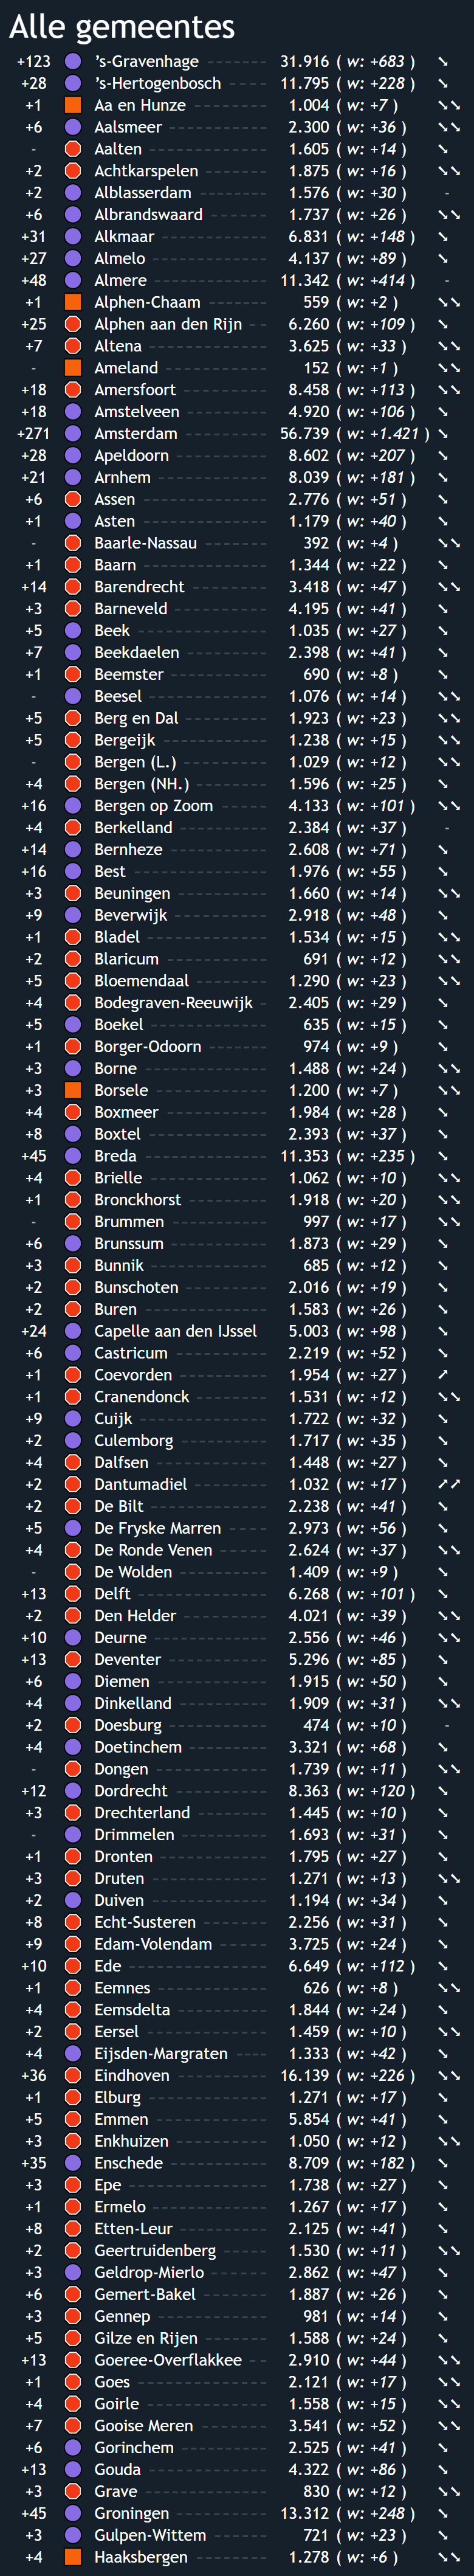 Alle gemeentes
+123 's-Gravenhage 31.916 ( w: +683 )
+28 's-Hertogenbosch 11.795 ( w: +228 )
+1 Aa en Hunze 1.004 ( w: +7 )
+6 Aalsmeer 2.300 ( w: +36 )
- Aalten 1.605 ( w: +14 )
+2 Achtkarspelen 1.875 ( w: +16 )
+2 Alblasserdam 1.576 ( w: +30 ) -
+6 Albrandswaard 1.737 ( w: +26 )
+31 Alkmaar 6.831 ( w: +148 )
+27 Almelo 4.137 ( w: +89 )
+48 Almere 11.342 ( w: +414 ) -
+1 Alphen-Chaam 559 ( w: +2 )
+25 Alphen aan den Rijn 6.260 ( w: +109 )
+7 Altena 3.625 ( w: +33 )
- Ameland 152 ( w: +1 )
+18 Amersfoort 8.458 ( w: +113 )
+18 Amstelveen 4.920 ( w: +106 )
+271 Amsterdam 56.739 ( w: +1.421 )
+28 Apeldoorn 8.602 ( w: +207 )
+21 Arnhem 8.039 ( w: +181 )
+6 Assen 2.776 ( w: +51 )
+1 Asten 1.179 ( w: +40 )
- Baarle-Nassau 392 ( w: +4 )
+1 Baarn 1.344 ( w: +22 )
+14 Barendrecht 3.418 ( w: +47 )
+3 Barneveld 4.195 ( w: +41 )
+5 Beek 1.035 ( w: +27 )
+7 Beekdaelen 2.398 ( w: +41 )
+1 Beemster 690 ( w: +8 )
- Beesel 1.076 ( w: +14 )
+5 Berg en Dal 1.923 ( w: +23 )
+5 Bergeijk 1.238 ( w: +15 )
- Bergen (L.) 1.029 ( w: +12 )
+4 Bergen (NH.) 1.596 ( w: +25 )
+16 Bergen op Zoom 4.133 ( w: +101 )
+4 Berkelland 2.384 ( w: +37 ) -
+14 Bernheze 2.608 ( w: +71 )
+16 Best 1.976 ( w: +55 )
+3 Beuningen 1.660 ( w: +14 )
+9 Beverwijk 2.918 ( w: +48 )
+1 Bladel 1.534 ( w: +15 )
+2 Blaricum 691 ( w: +12 )
+5 Bloemendaal 1.290 ( w: +23 )
+4 Bodegraven-Reeuwijk 2.405 ( w: +29 )
+5 Boekel 635 ( w: +15 )
+1 Borger-Odoorn 974 ( w: +9 )
+3 Borne 1.488 ( w: +24 )
+3 Borsele 1.200 ( w: +7 )
+4 Boxmeer 1.984 ( w: +28 )
+8 Boxtel 2.393 ( w: +37 )
+45 Breda 11.353 ( w: +235 )
+4 Brielle 1.062 ( w: +10 )
+1 Bronckhorst 1.918 ( w: +20 )
- Brummen 997 ( w: +17 )
+6 Brunssum 1.873 ( w: +29 )
+3 Bunnik 685 ( w: +12 )
+2 Bunschoten 2.016 ( w: +19 )
+2 Buren 1.583 ( w: +26 )
+24 Capelle aan den IJssel 5.003 ( w: +98 )
+6 Castricum 2.219 ( w: +52 )
+1 Coevorden 1.954 ( w: +27 )
+1 Cranendonck 1.531 ( w: +12 )
+9 Cuijk 1.722 ( w: +32 )
+2 Culemborg 1.717 ( w: +35 )
+4 Dalfsen 1.448 ( w: +27 )
+2 Dantumadiel 1.032 ( w: +17 )
+2 De Bilt 2.238 ( w: +41 )
+5 De Fryske Marren 2.973 ( w: +56 )
+4 De Ronde Venen 2.624 ( w: +37 )
- De Wolden 1.409 ( w: +9 )
+13 Delft 6.268 ( w: +101 )
+2 Den Helder 4.021 ( w: +39 )
+10 Deurne 2.556 ( w: +46 )
+13 Deventer 5.296 ( w: +85 )
+6 Diemen 1.915 ( w: +50 )
+4 Dinkelland 1.909 ( w: +31 )
+2 Doesburg 474 ( w: +10 ) -
+4 Doetinchem 3.321 ( w: +68 )
- Dongen 1.739 ( w: +11 )
+12 Dordrecht 8.363 ( w: +120 )
+3 Drechterland 1.445 ( w: +10 )
- Drimmelen 1.693 ( w: +31 )
+1 Dronten 1.795 ( w: +27 )
+3 Druten 1.271 ( w: +13 )
+2 Duiven 1.194 ( w: +34 )
+8 Echt-Susteren 2.256 ( w: +31 )
+9 Edam-Volendam 3.725 ( w: +24 )
+10 Ede 6.649 ( w: +112 )
+1 Eemnes 626 ( w: +8 )
+4 Eemsdelta 1.844 ( w: +24 )
+2 Eersel 1.459 ( w: +10 )
+4 Eijsden-Margraten 1.333 ( w: +42 )
+36 Eindhoven 16.139 ( w: +226 )
+1 Elburg 1.271 ( w: +17 )
+5 Emmen 5.854 ( w: +41 )
+3 Enkhuizen 1.050 ( w: +12 )
+35 Enschede 8.709 ( w: +182 )
+3 Epe 1.738 ( w: +27 )
+1 Ermelo 1.267 ( w: +17 )
+8 Etten-Leur 2.125 ( w: +41 )
+2 Geertruidenberg 1.530 ( w: +11 )
+3 Geldrop-Mierlo 2.862 ( w: +47 )
+6 Gemert-Bakel 1.887 ( w: +26 )
+3 Gennep 981 ( w: +14 )
+5 Gilze en Rijen 1.588 ( w: +24 )
+13 Goeree-Overflakkee 2.910 ( w: +44 )
+1 Goes 2.121 ( w: +17 )
+4 Goirle 1.558 ( w: +15 )
+7 Gooise Meren 3.541 ( w: +52 )
+6 Gorinchem 2.525 ( w: +41 )
+13 Gouda 4.322 ( w: +86 )
+3 Grave 830 ( w: +12 )
+45 Groningen 13.312 ( w: +248 )
+3 Gulpen-Wittem 721 ( w: +23 )
+4 Haaksbergen 1.278 ( w: +6 )